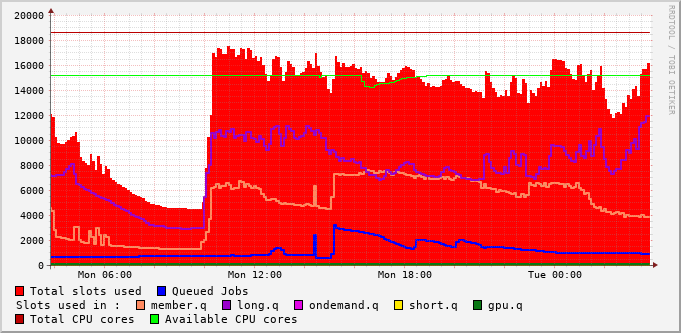 RRDTOOL / TOBI OETIKER
20000
18000
16000
14000
12000
10000
8000
6000
4000
2000
0
Mon 06:00 Mon 12:00 Mon 18:00 Tue 00:00
Total slots used Queued Jobs
Slots used in : member.q long.q ondemand.q short.q gpu.q
Total CPU cores Available CPU cores